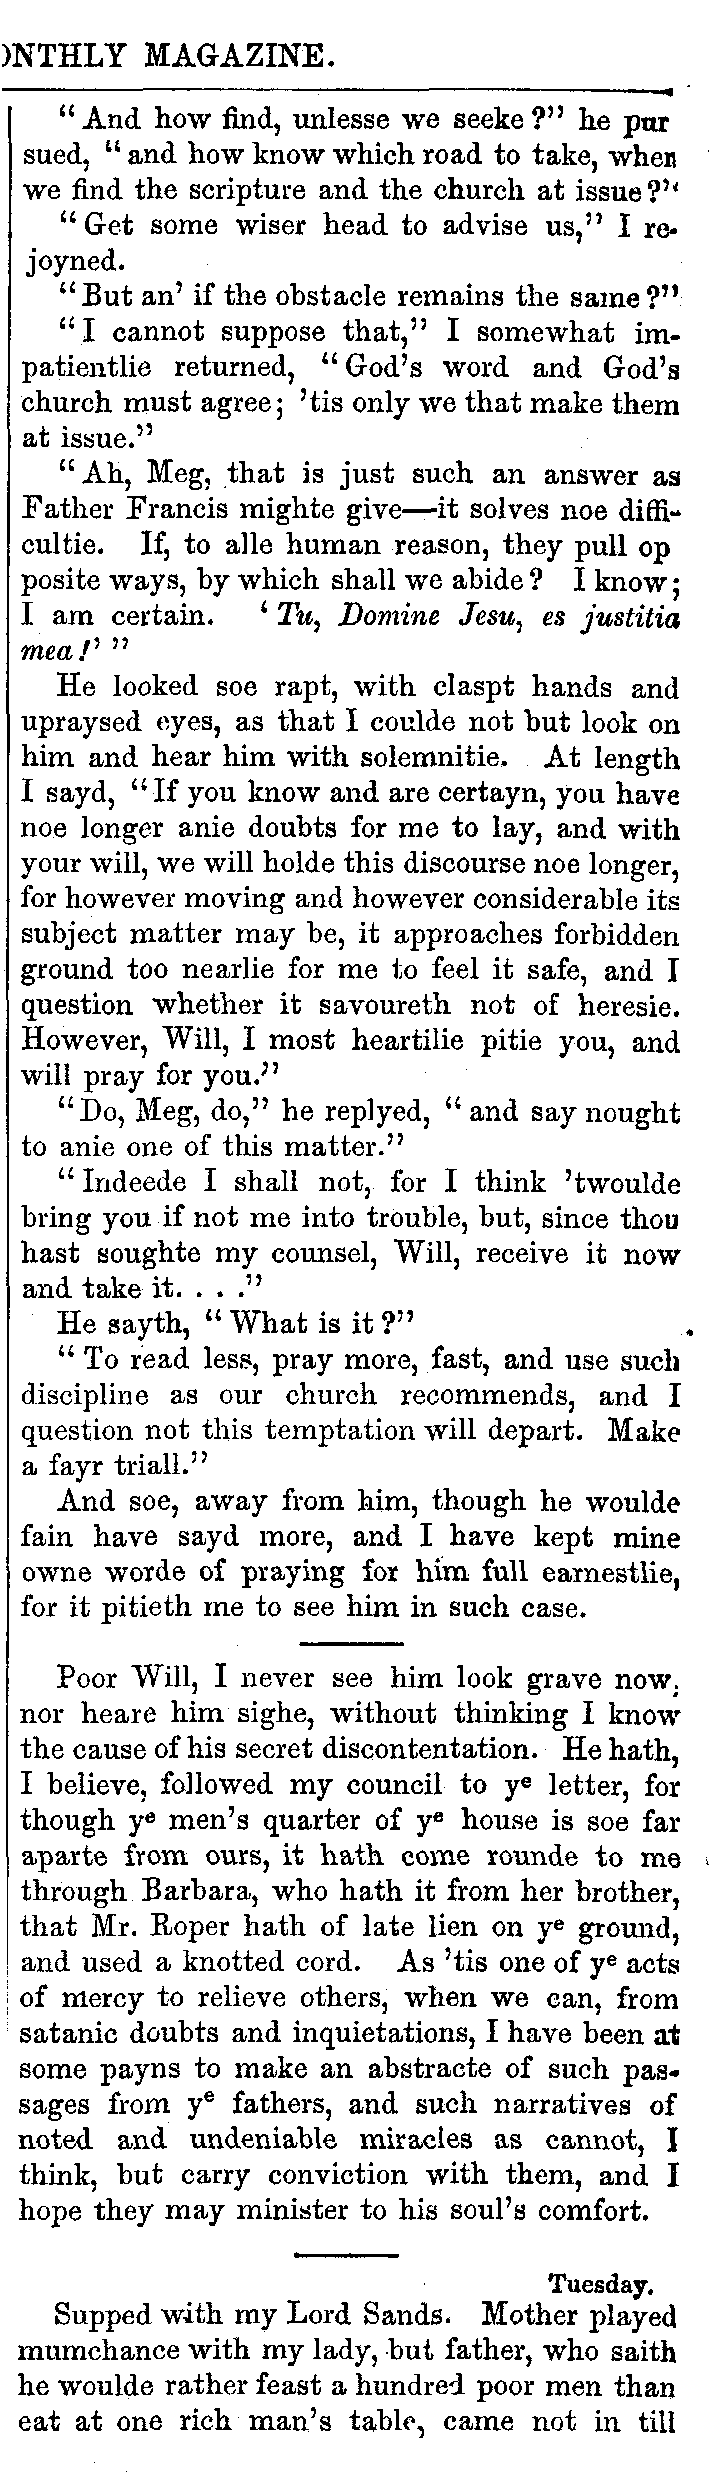 ONTHLY MAGAZINE.
“And how find, unlesse we seeke?” he pur
sued, “and how know which road to take, when
we find the scripture and the church at issue?”
“Get some wiser head to advise us,” I re-
joyned.
“But an’ if the obstacle remains the same?”
“I cannot suppose that,” I somewhat im-
patientlie returned, “God’s word and God’s
church must agree; ’tis only we that make them
at issue.”
“Ah, Meg, that is just such an answer as
Father Francis mighte give—it solves noe diffi-
cultie. If, to alle human reason, they pull op
posite ways, by which shall we abide? I know;
I am certain. ‘Tu, Domine Jesu, es justitia
mea!’ ”
He looked soe rapt, with claspt hands and
upraysed eyes, as that I coulde not but look on
him and hear him with solemnitie. At length
I sayd, “If you know and are certayn, you have
noe longer anie doubts for me to lay, and with
your will, we will holde this discourse noe longer,
for however moving and however considerable its
subject matter may be, it approaches forbidden
ground too nearlie for me to feel it safe, and I
question whether it savoureth not of heresie.
However, Will, I most heartilie pitie you, and
will pray for you.”
“Do, Meg, do,” he replyed, “and say nought
to anie one of this matter.”
“Indeede I shall not, for I think ’twoulde
bring you if not me into trouble, but, since thou
hast soughte my counsel, Will, receive it now
and take it. . . .”
He sayth, “What is it?”
“To read less, pray more, fast, and use such
discipline as our church recommends, and I
question not this temptation will depart. Make
a fayr triall.”
And soe, away from him, though he woulde
fain have sayd more, and I have kept mine
owne worde of praying for him full earnestlie,
for it pitieth me to see him in such case.
Poor Will, I never see him look grave now,
nor heare him sighe, without thinking I know
the cause of his secret discontentation. He hath,
I believe, followed my council to yᵉ letter, for
though yᵉ men’s quarter of yᵉ house is soe far
aparte from ours, it hath come rounde to me
through Barbara, who hath it from her brother,
that Mr. Roper hath of late lien on yᵉ ground,
and used a knotted cord. As ’tis one of yᵉ acts
of mercy to relieve others, when we can, from
satanic doubts and inquietations, I have been at
some payns to make an abstracte of such pas-
sages from yᵉ fathers, and such narratives of
noted and undeniable miracles as cannot, I
think, but carry conviction with them, and I
hope they may minister to his soul’s comfort.
Tuesday.
Supped with my Lord Sands. Mother played
mumchance with my lady, but father, who saith
he woulde rather feast a hundred poor men than
eat at one rich man’s table, came not in till